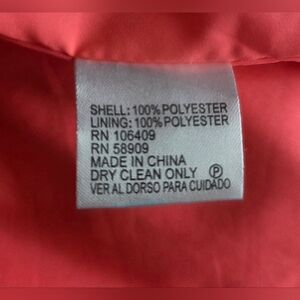 SHELL: 100% POLYESTER
LINING: 100% POLYESTER
RN 106409
RN 58909
MADE IN CHINA
DRY CLEAN ONLY Ⓟ
VER AL DORSO PARA CUIDADO